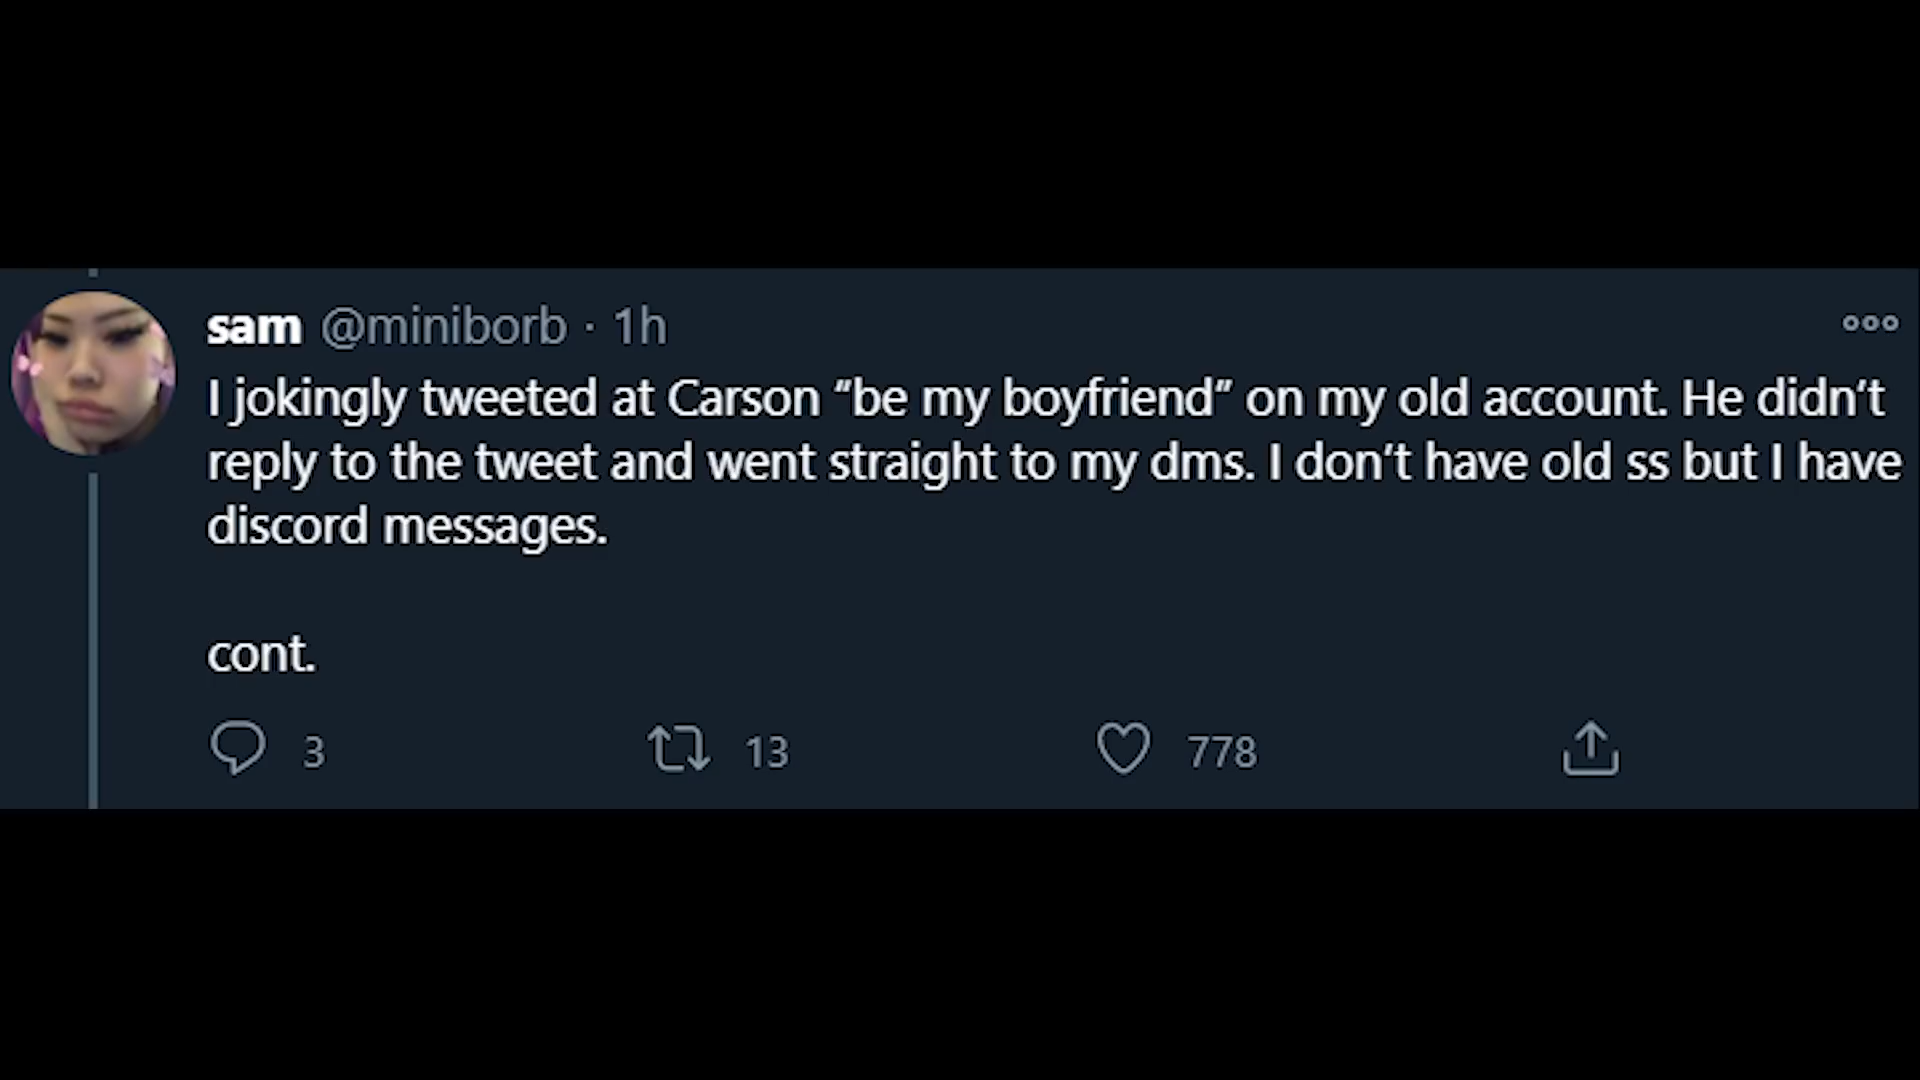 sam @miniborb · 1h
I jokingly tweeted at Carson “be my boyfriend” on my old account. He didn’t
reply to the tweet and went straight to my dms. I don’t have old ss but I have
discord messages.
cont.
3 13 778